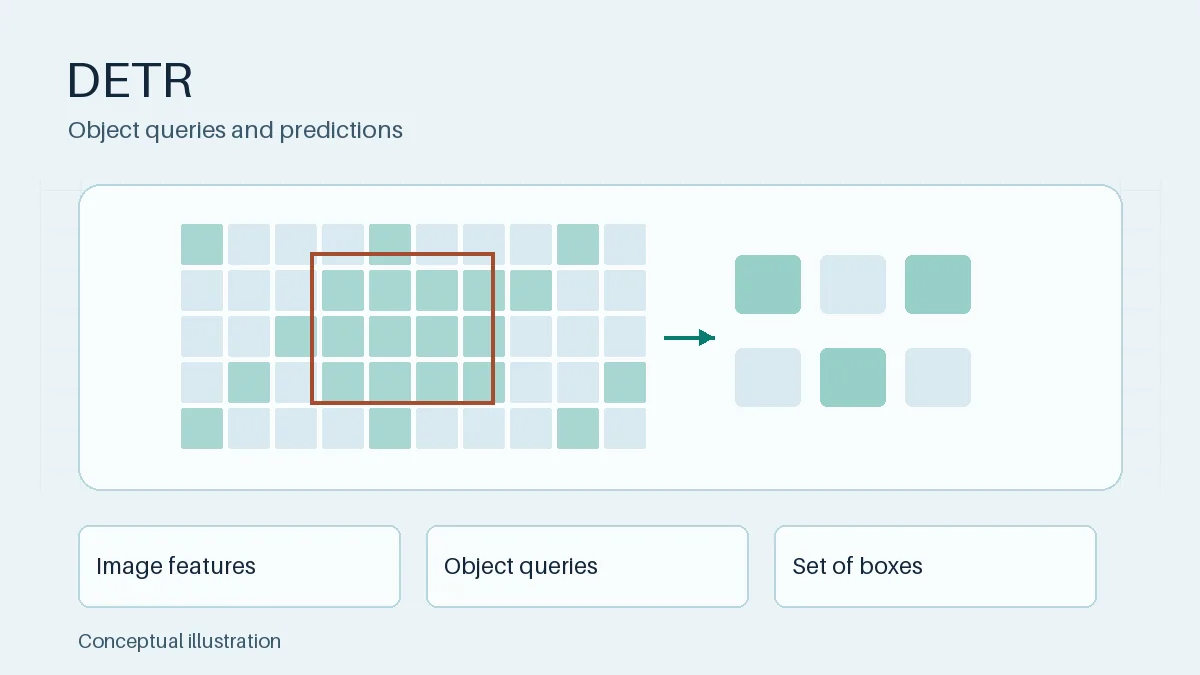 DETR
Object queries and predictions
Image features
Object queries
Set of boxes
Conceptual illustration